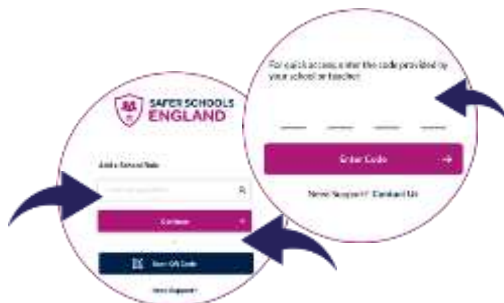 SAFER SCHOOLS
ENGLAND
Add a School Role
Continue
Scan QR Code
Need Support?
For quick access, enter the code provided by
your school or teacher
Enter Code
Need Support? Contact Us